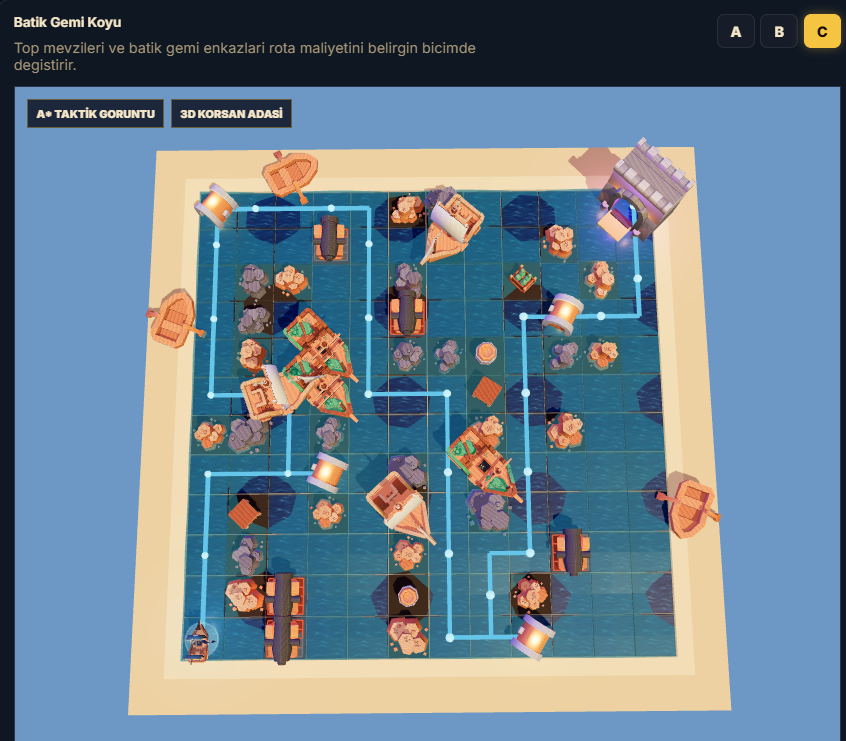 Batik Gemi Koyu
Top mevzileri ve batik gemi enkazlari rota maliyetini belirgin bicimde
degistirir.
A
B
C
A* TAKTİK GORUNTU
3D KORSAN ADASİ